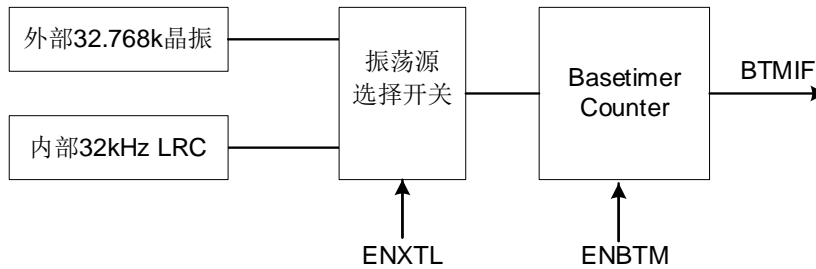 外部32.768k晶振
内部32kHz LRC
振荡源
选择开关
Basetimer
Counter
BTMIF
ENXTL
ENBTM